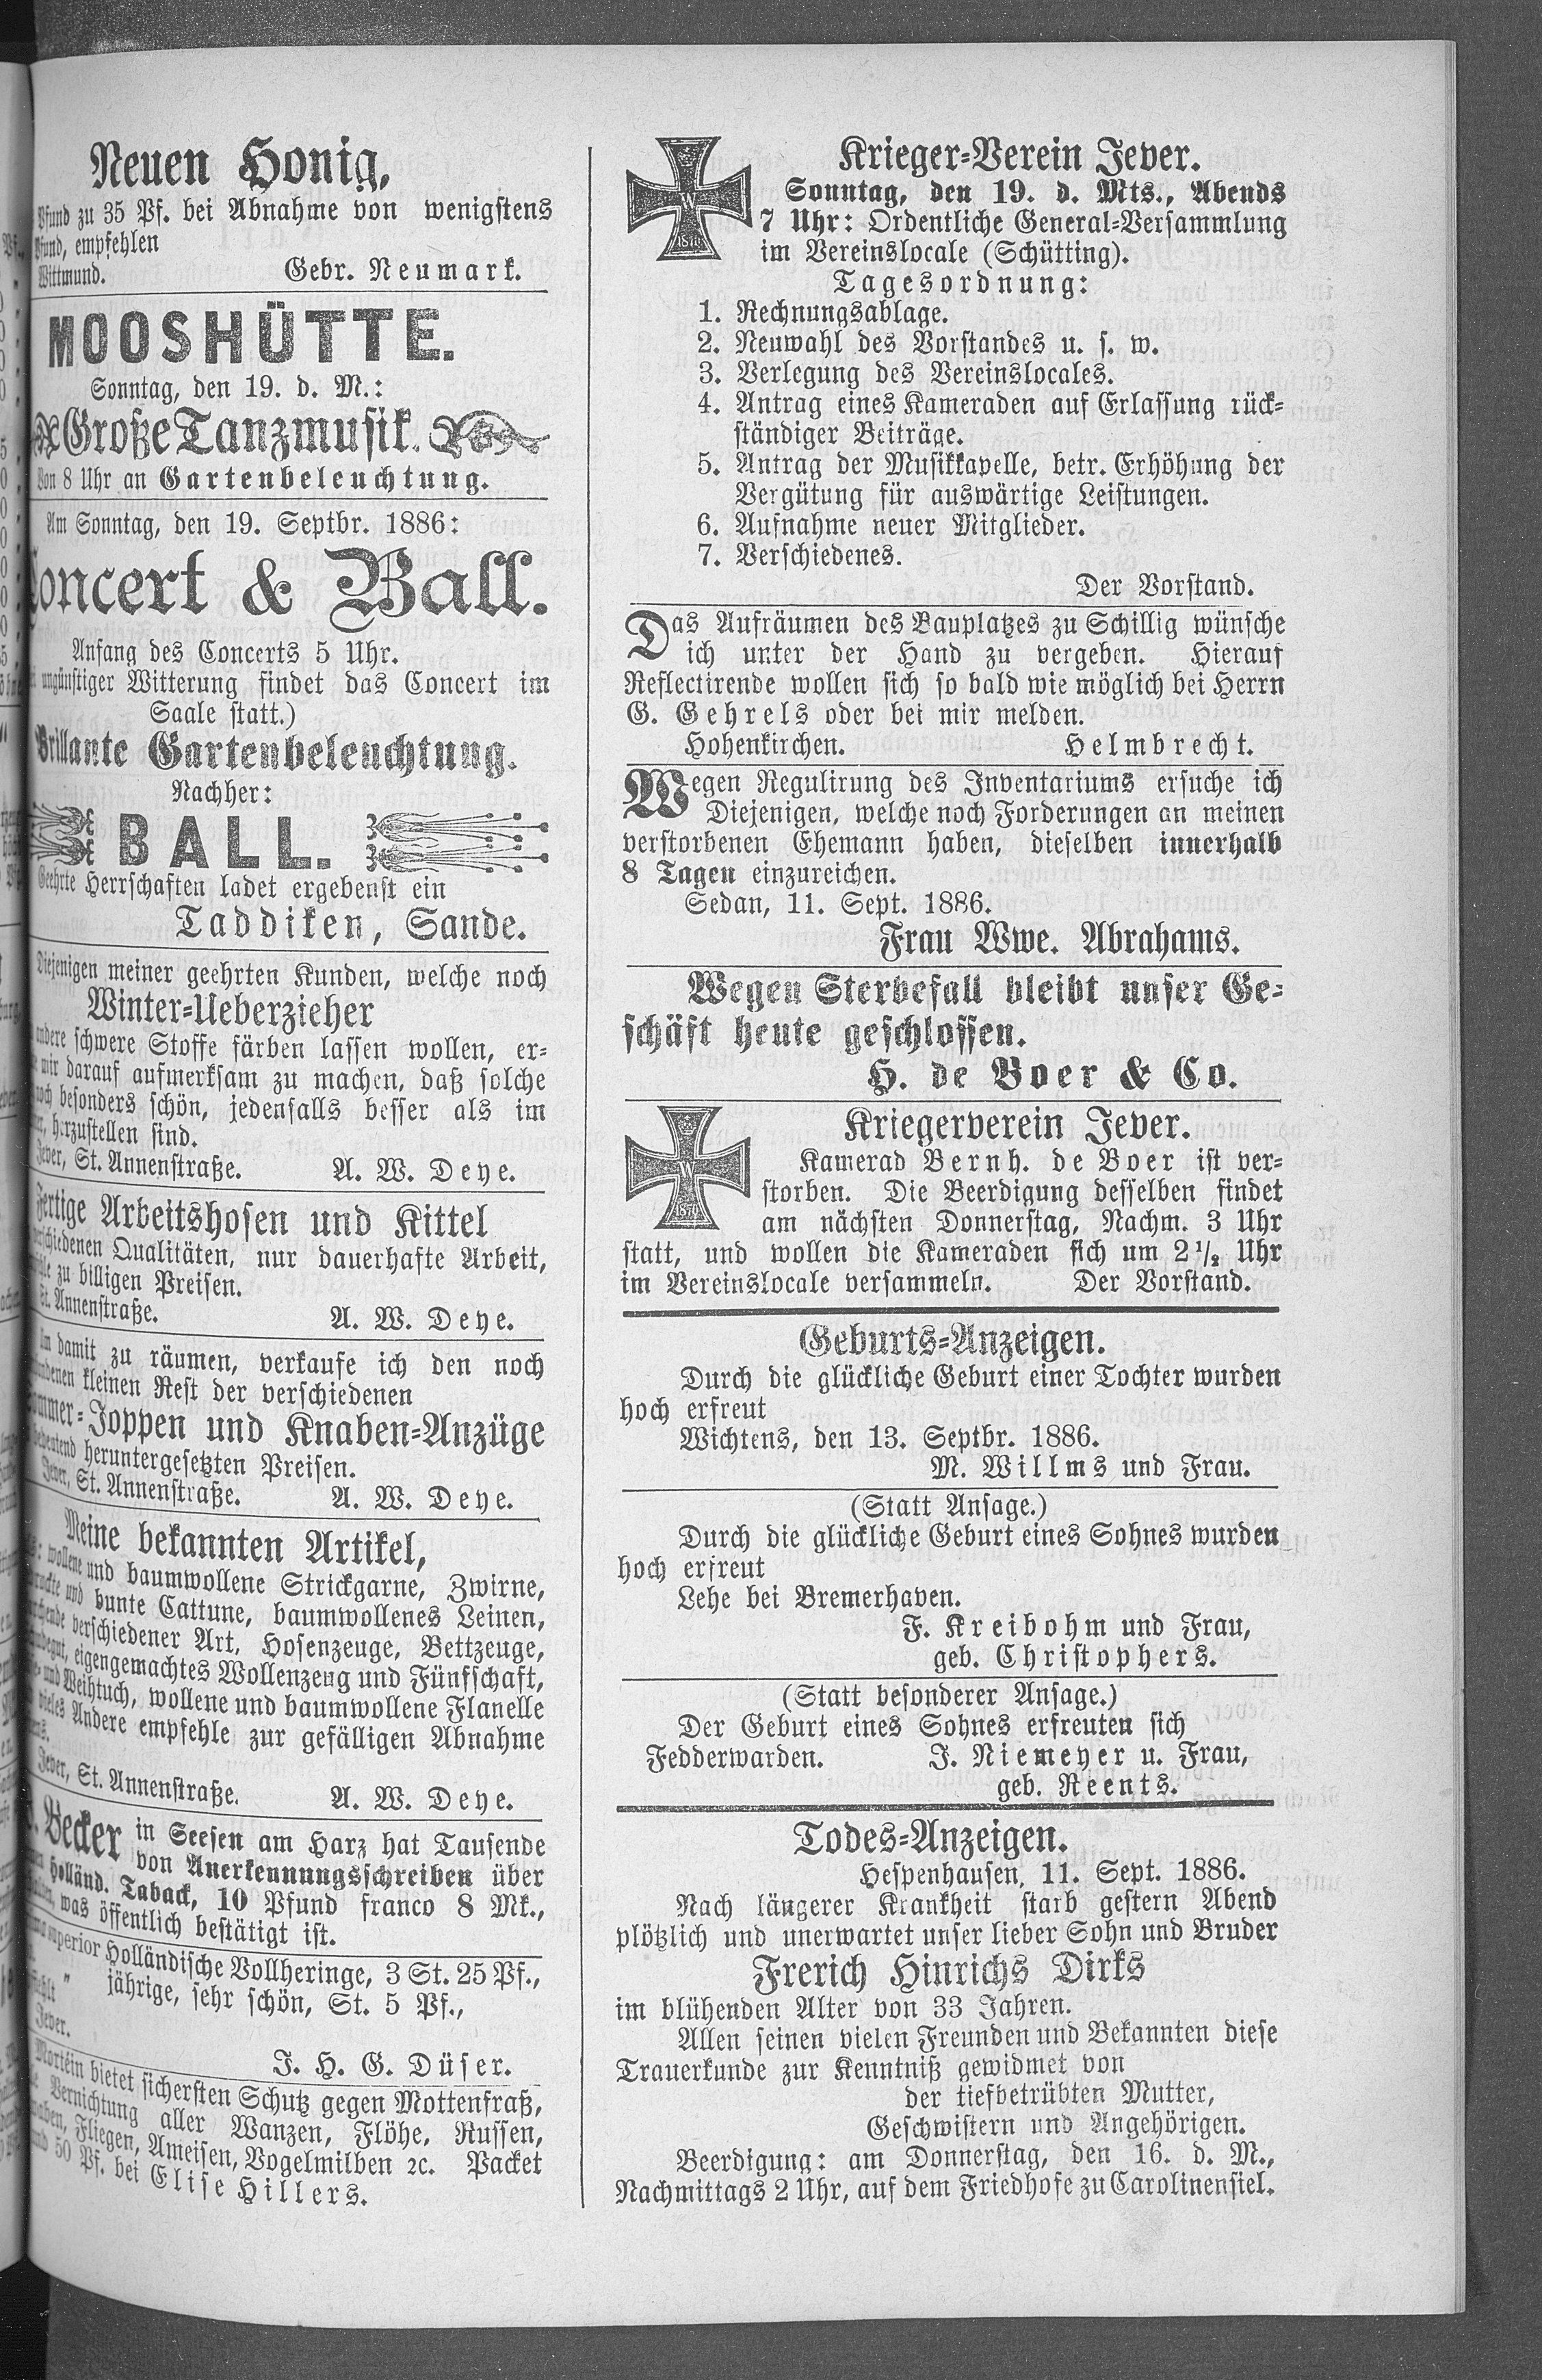 Neuen Honig,
Pfund zu 35 Pf. bei Abnahme von wenigstens
Pfund, empfehlen
Wittmund. Gebr. Neumark.
MOOSHÜTTE.
Sonntag, den 19. d. M.:
Große Tanzmusik.
Von 8 Uhr an Gartenbeleuchtung.
Am Sonntag, den 19. Septbr. 1886:
Concert & Ball.
Anfang des Concerts 5 Uhr.
ungünstiger Witterung findet das Concert im
Saale statt.)
Brillante Gartenbeleuchtung.
Nachher:
BALL.
Geehrte Herrschaften ladet ergebenst ein
Taddiken, Sande.
Diejenigen meiner geehrten Kunden, welche noch
Winter-Ueberzieher
andere schwere Stoffe färben lassen wollen, er-
mir darauf aufmerksam zu machen, daß solche
noch besonders schön, jedenfalls besser als im
herzustellen sind.
Jever, St. Annenstraße. A. W. Deye.
Fertige Arbeitshosen und Kittel
verschiedenen Qualitäten, nur dauerhafte Arbeit,
zu billigen Preisen.
St. Annenstraße. A. W. Deye.
Um damit zu räumen, verkaufe ich den noch
kleinen Rest der verschiedenen
Sommer-Joppen und Knaben-Anzüge
bedeutend heruntergesetzten Preisen.
Jever, St. Annenstraße. A. W. Deye.
Meine bekannten Artikel,
wollene und baumwollene Strickgarne, Zwirne,
und bunte Cattune, baumwollenes Leinen,
verschiedener Art, Hosenzeuge, Bettzeuge,
eigengemachtes Wollenzeug und Fünfschaft,
und Weihtuch, wollene und baumwollene Flanelle
vieles Andere empfehle zur gefälligen Abnahme
Jever, St. Annenstraße. A. W. Deye.
Becker in Seesen am Harz hat Tausende
von Anerkennungsschreiben über
Holländ. Taback, 10 Pfund franco 8 Mk.,
was öffentlich bestätigt ist.
superior Holländische Vollheringe, 3 St. 25 Pf.,
" jährige, sehr schön, St. 5 Pf.,
Jever.
J. H. G. Düser.
Mortëin bietet sichersten Schutz gegen Mottenfraß,
Vernichtung aller Wanzen, Flöhe, Russen,
Fliegen, Ameisen, Vogelmilben ꝛc. Packet
und 50 Pf. bei Elise Hillers.
Krieger-Verein Jever.
Sonntag, den 19. d. Mts., Abends
7 Uhr: Ordentliche General-Versammlung
im Vereinslocale (Schütting).
Tagesordnung:
1. Rechnungsablage.
2. Neuwahl des Vorstandes u. s. w.
3. Verlegung des Vereinslocales.
4. Antrag eines Kameraden auf Erlassung rück-
ständiger Beiträge.
5. Antrag der Musikkapelle, betr. Erhöhung der
Vergütung für auswärtige Leistungen.
6. Aufnahme neuer Mitglieder.
7. Verschiedenes.
Der Vorstand.
Das Aufräumen des Bauplatzes zu Schillig wünsche
ich unter der Hand zu vergeben. Hierauf
Reflectirende wollen sich so bald wie möglich bei Herrn
G. Gehrels oder bei mir melden.
Hohenkirchen. Helmbrecht.
Wegen Regulirung des Inventariums ersuche ich
Diejenigen, welche noch Forderungen an meinen
verstorbenen Ehemann haben, dieselben innerhalb
8 Tagen einzureichen.
Sedan, 11. Sept. 1886.
Frau Wwe. Abrahams.
Wegen Sterbefall bleibt unser Ge-
schäft heute geschlossen.
H. de Boer & Co.
Kriegerverein Jever.
Kamerad Bernh. de Boer ist ver-
storben. Die Beerdigung desselben findet
am nächsten Donnerstag, Nachm. 3 Uhr
statt, und wollen die Kameraden sich um 2½ Uhr
im Vereinslocale versammeln. Der Vorstand.
Geburts-Anzeigen.
Durch die glückliche Geburt einer Tochter wurden
hoch erfreut
Wichtens, den 13. Septbr. 1886.
M. Willms und Frau.
(Statt Ansage.)
Durch die glückliche Geburt eines Sohnes wurden
hoch erfreut
Lehe bei Bremerhaven.
F. Kreibohm und Frau,
geb. Christophers.
(Statt besonderer Ansage.)
Der Geburt eines Sohnes erfreuten sich
Fedderwarden. J. Niemeyer u. Frau,
geb. Reents.
Todes-Anzeigen.
Hespenhausen, 11. Sept. 1886.
Nach längerer Krankheit starb gestern Abend
plötzlich und unerwartet unser lieber Sohn und Bruder
Frerich Hinrichs Dirks
im blühenden Alter von 33 Jahren.
Allen seinen vielen Freunden und Bekannten diese
Trauerkunde zur Kenntniß gewidmet von
der tiefbetrübten Mutter,
Geschwistern und Angehörigen.
Beerdigung: am Donnerstag, den 16. d. M.,
Nachmittags 2 Uhr, auf dem Friedhofe zu Carolinensiel.